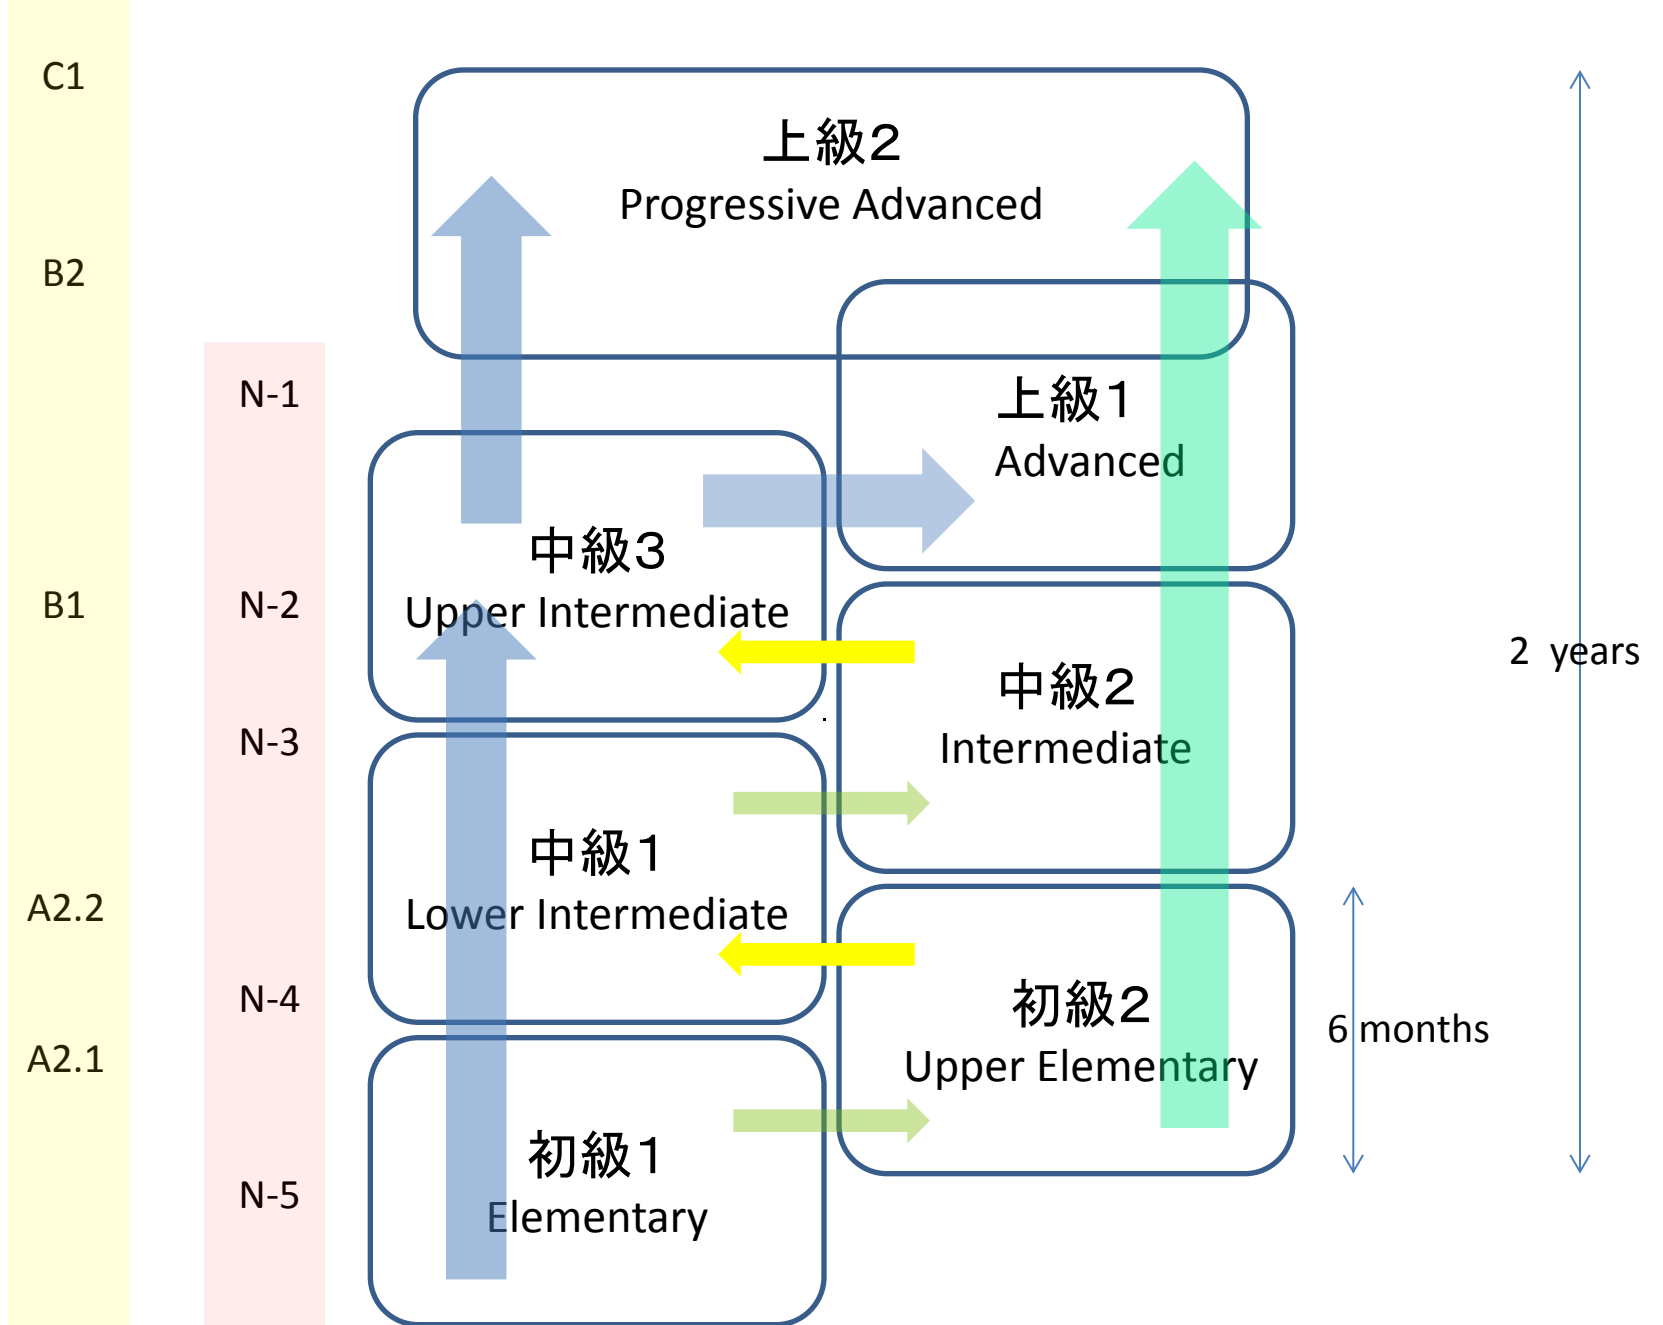 C1
B2
B1
A2.2
A2.1
N-1
N-2
N-3
N-4
N-5
上級２
Progressive Advanced
上級１
Advanced
中級３
Upper Intermediate
中級２
Intermediate
中級１
Lower Intermediate
初級２
Upper Elementary
初級１
Elementary
6 months
2 years